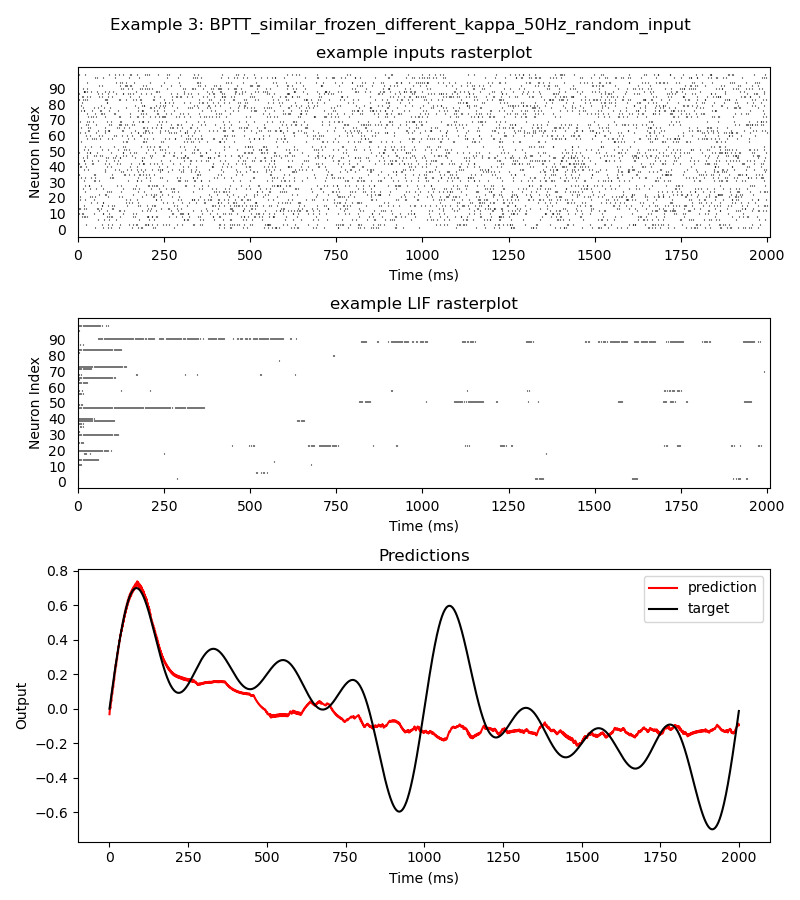 Example 3: BPTT_similar_frozen_different_kappa_50Hz_random_input
example inputs rasterplot
Neuron Index
90
80
70
60
50
40
30
20
10
0
0 250 500 750 1000 1250 1500 1750 2000
Time (ms)
example LIF rasterplot
Neuron Index
90
80
70
60
50
40
30
20
10
0
0 250 500 750 1000 1250 1500 1750 2000
Time (ms)
Predictions
Output
0.8
0.6
0.4
0.2
0.0
−0.2
−0.4
−0.6
prediction
target
0 250 500 750 1000 1250 1500 1750 2000
Time (ms)